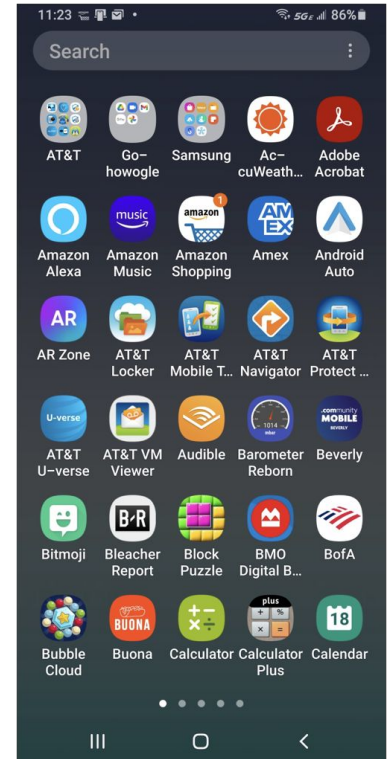 11:23
5GE 86%
Search
AT&T
Go-
howogle
Samsung
Ac-
cuWeath...
Adobe
Acrobat
music
amazon
1
AM
EX
Amazon
Alexa
Amazon
Music
Amazon
Shopping
Amex
Android
Auto
AR
AR Zone
AT&T
Locker
AT&T
Mobile T...
AT&T
Navigator
AT&T
Protect ...
U-verse
1014
mbar
.community
MOBILE
BEVERLY
AT&T
U-verse
AT&T VM
Viewer
Audible
Barometer
Reborn
Beverly
B/R
Bitmoji
Bleacher
Report
Block
Puzzle
BMO
Digital B...
BofA
BUONA
+ -
× ÷
plus
+ %
× =
18
Bubble
Cloud
Buona
Calculator
Calculator
Plus
Calendar